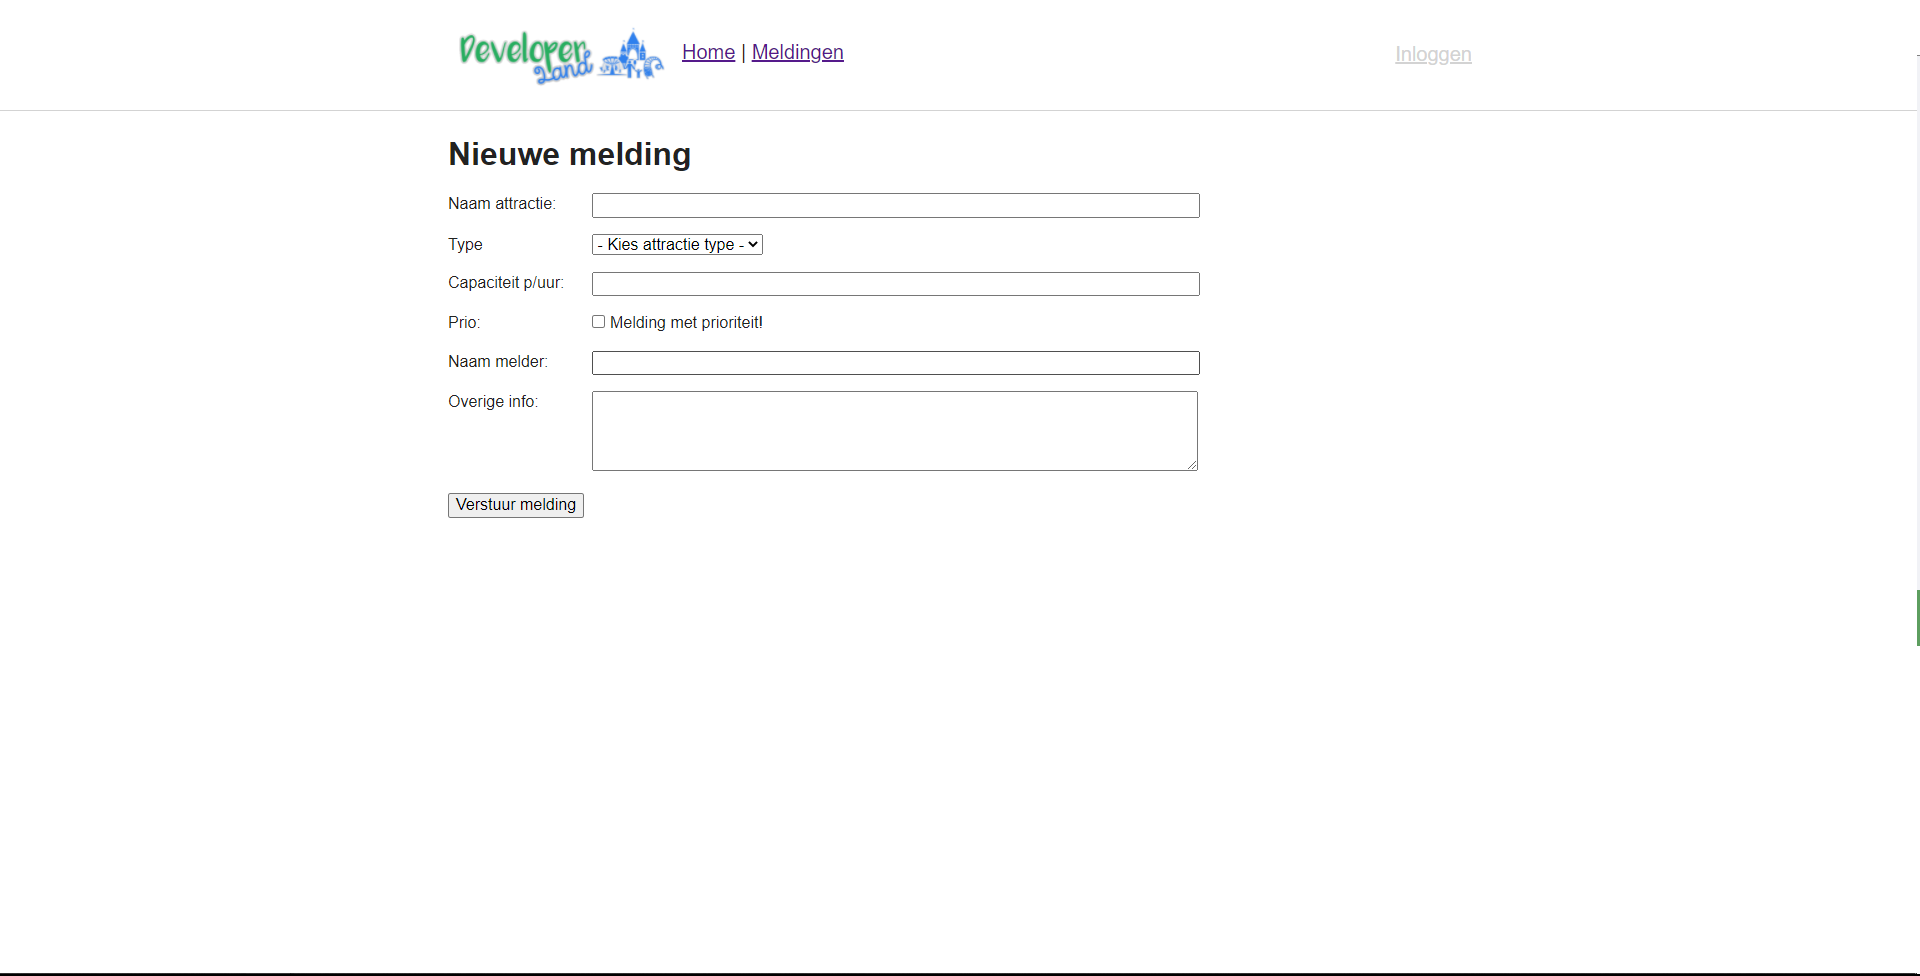 Developer Land
Home | Meldingen
Inloggen
Nieuwe melding
Naam attractie:
Type - Kies attractie type -
Capaciteit p/uur:
Prio: Melding met prioriteit!
Naam melder:
Overige info:
Verstuur melding